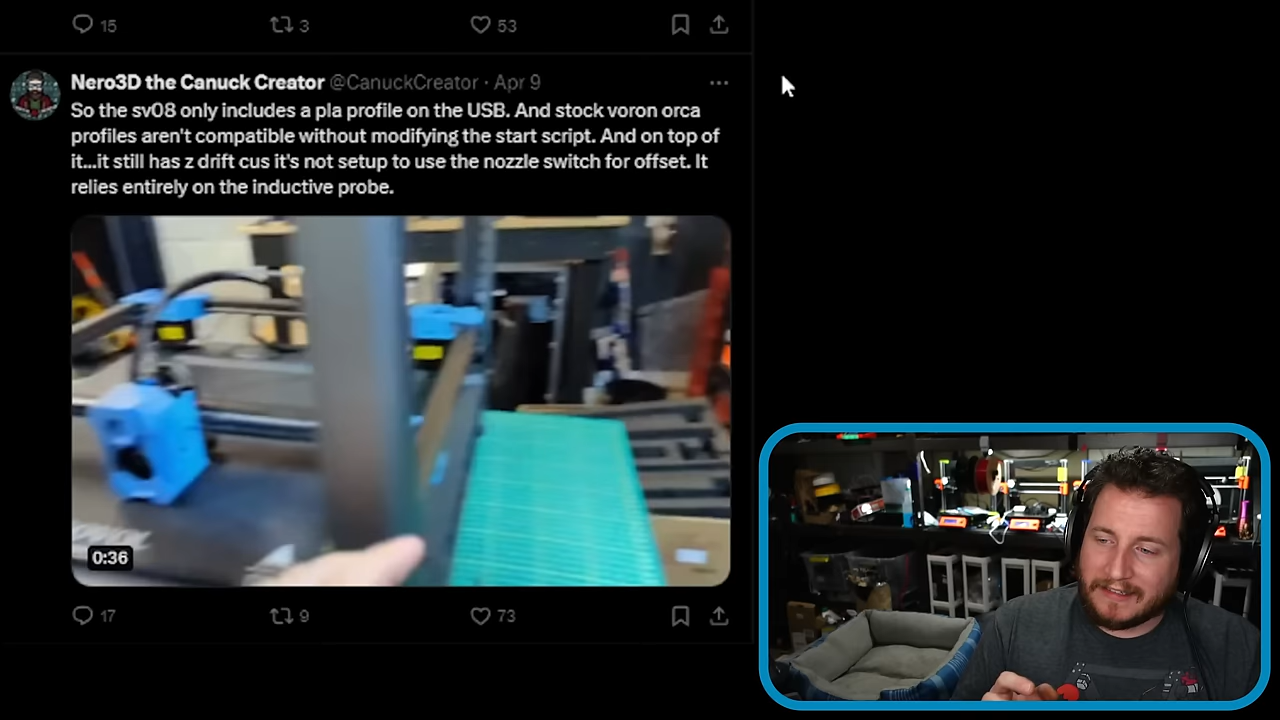 15 3 53
Nero3D the Canuck Creator @CanuckCreator · Apr 9
So the sv08 only includes a pla profile on the USB. And stock voron orca
profiles aren't compatible without modifying the start script. And on top of
it...it still has z drift cus it's not setup to use the nozzle switch for offset. It
relies entirely on the inductive probe.
0:36
17 9 73